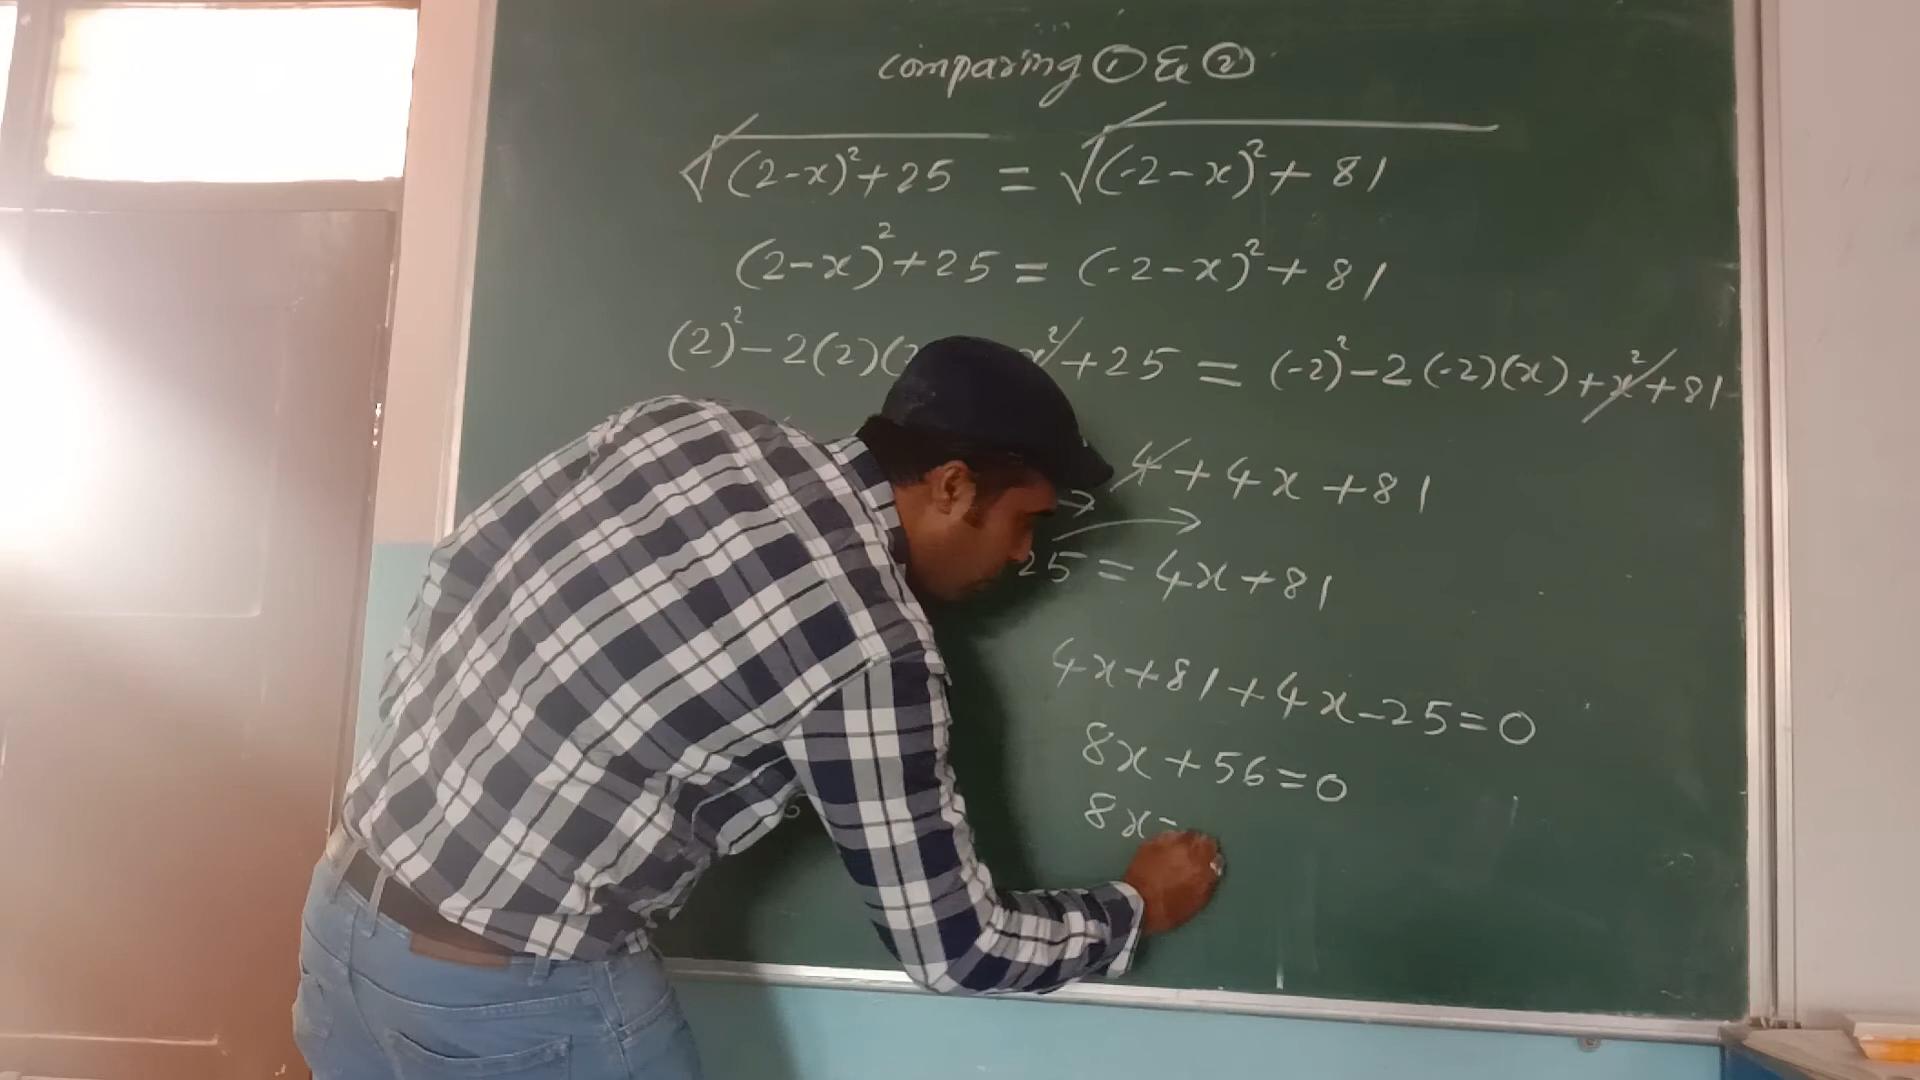 comparing ① & ②
√(2-x)²+25 = √(-2-x)²+81
(2-x)²+25 = (-2-x)²+81
(2)²-2(2)( x²+25 = (-2)²-2(-2)(x)+x²+81
4+4x+81
25 = 4x+81
4x+81+4x-25=0
8x+56=0
8x=